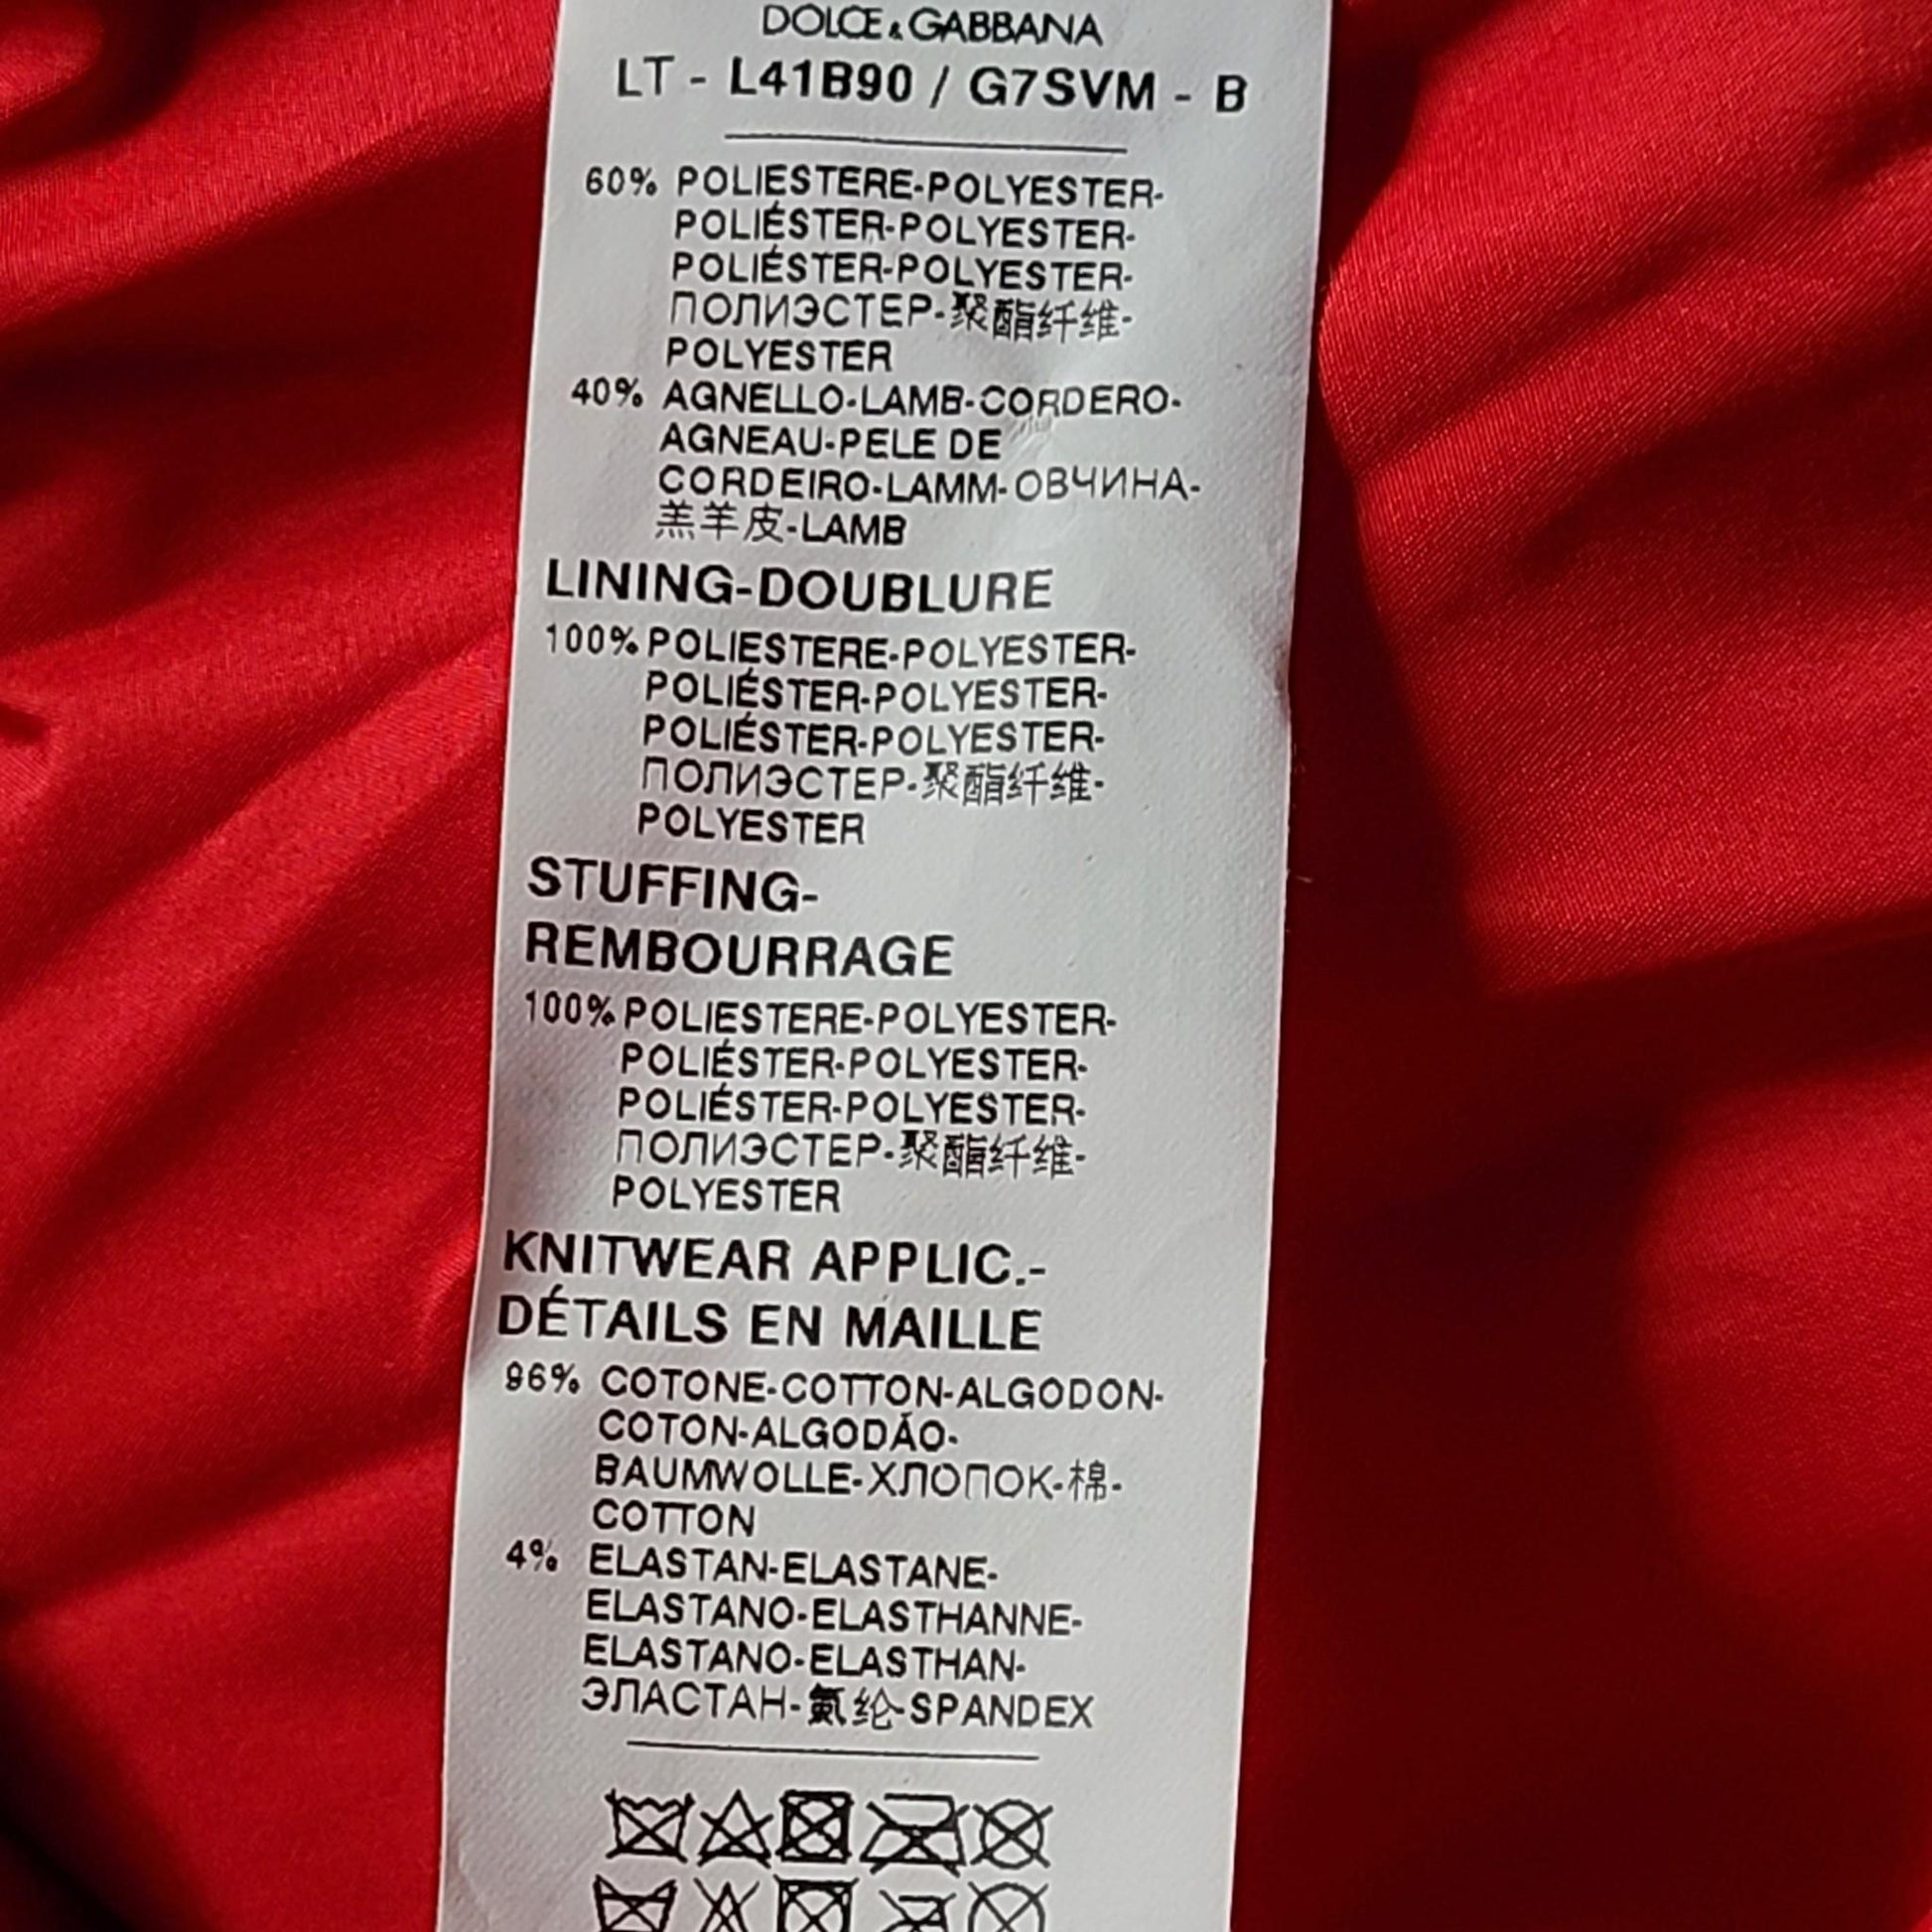 DOLCE & GABBANA
LT - L41B90 / G7SVM - B
60% POLIESTERE-POLYESTER-
POLIÉSTER-POLYESTER-
POLIÉSTER-POLYESTER-
ПОЛИЭСТЕР-聚酯纤维-
POLYESTER
40% AGNELLO-LAMB-CORDERO-
AGNEAU-PELE DE
CORDEIRO-LAMM-ОВЧИНА-
羔羊皮-LAMB
LINING-DOUBLURE
100% POLIESTERE-POLYESTER-
POLIÉSTER-POLYESTER-
POLIÉSTER-POLYESTER-
ПОЛИЭСТЕР-聚酯纤维-
POLYESTER
STUFFING-
REMBOURRAGE
100% POLIESTERE-POLYESTER-
POLIÉSTER-POLYESTER-
POLIÉSTER-POLYESTER-
ПОЛИЭСТЕР-聚酯纤维-
POLYESTER
KNITWEAR APPLIC.-
DÉTAILS EN MAILLE
96% COTONE-COTTON-ALGODON-
COTON-ALGODÃO-
BAUMWOLLE-ХЛОПОК-棉-
COTTON
4% ELASTAN-ELASTANE-
ELASTANO-ELASTHANNE-
ELASTANO-ELASTHAN-
ЭЛАСТАН-氨纶-SPANDEX